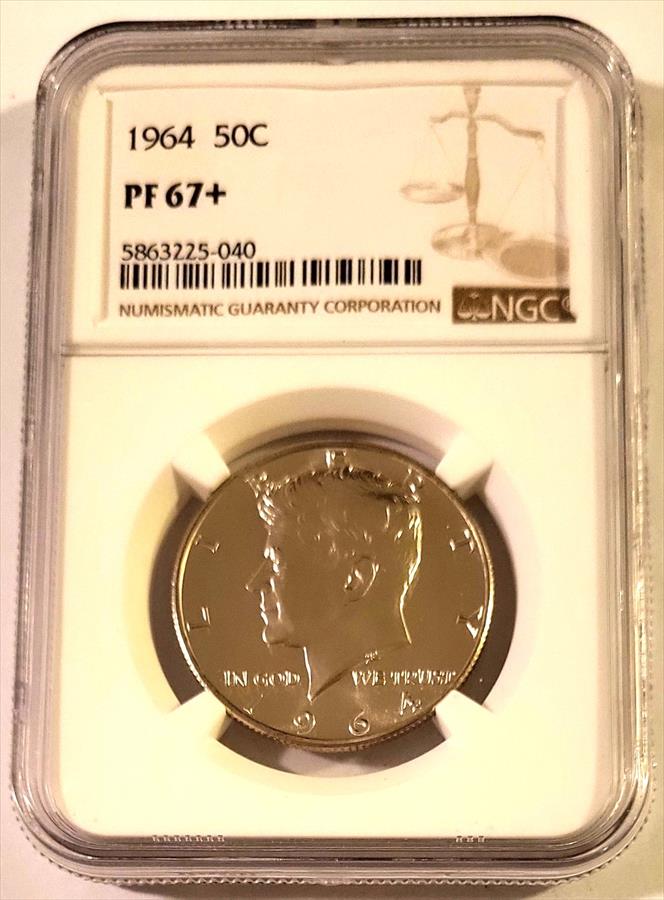 1964 50C
PF 67+
5863225-040
NUMISMATIC GUARANTY CORPORATION
NGC
LIBERTY
IN GOD WE TRUST
1964